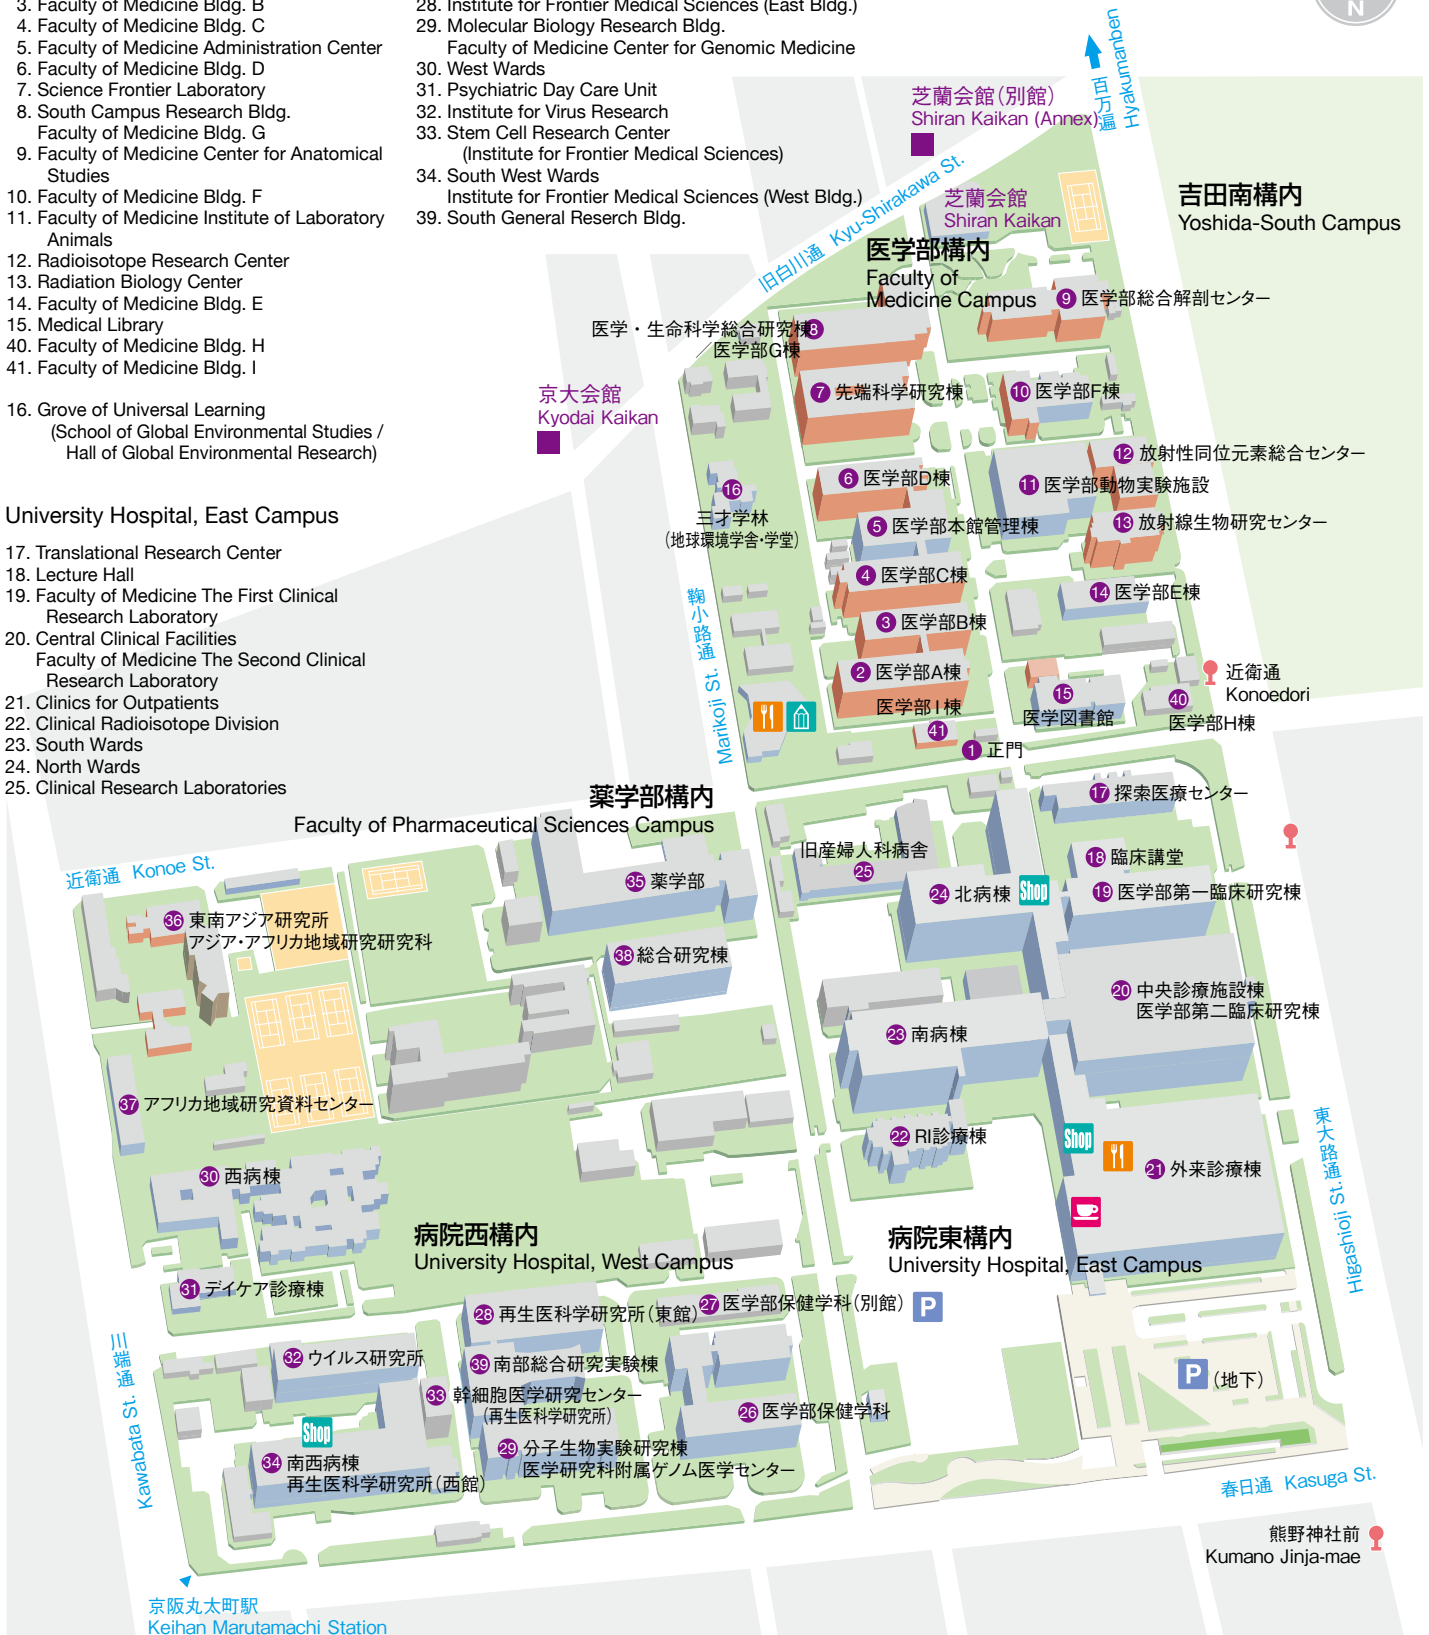 3. Faculty of Medicine Bldg. B
4. Faculty of Medicine Bldg. C
5. Faculty of Medicine Administration Center
6. Faculty of Medicine Bldg. D
7. Science Frontier Laboratory
8. South Campus Research Bldg.
Faculty of Medicine Bldg. G
9. Faculty of Medicine Center for Anatomical
Studies
10. Faculty of Medicine Bldg. F
11. Faculty of Medicine Institute of Laboratory
Animals
12. Radioisotope Research Center
13. Radiation Biology Center
14. Faculty of Medicine Bldg. E
15. Medical Library
40. Faculty of Medicine Bldg. H
41. Faculty of Medicine Bldg. I
16. Grove of Universal Learning
(School of Global Environmental Studies /
Hall of Global Environmental Research)
University Hospital, East Campus
17. Translational Research Center
18. Lecture Hall
19. Faculty of Medicine The First Clinical
Research Laboratory
20. Central Clinical Facilities
Faculty of Medicine The Second Clinical
Research Laboratory
21. Clinics for Outpatients
22. Clinical Radioisotope Division
23. South Wards
24. North Wards
25. Clinical Research Laboratories
28. Institute for Frontier Medical Sciences (East Bldg.)
29. Molecular Biology Research Bldg.
Faculty of Medicine Center for Genomic Medicine
30. West Wards
31. Psychiatric Day Care Unit
32. Institute for Virus Research
33. Stem Cell Research Center
(Institute for Frontier Medical Sciences)
34. South West Wards
Institute for Frontier Medical Sciences (West Bldg.)
39. South General Reserch Bldg.
N
百万遍
Hyakumanben
芝蘭会館(別館)
Shiran Kaikan (Annex)
芝蘭会館
Shiran Kaikan
旧白川通 Kyu-Shirakawa St.
吉田南構内
Yoshida-South Campus
医学部構内
Faculty of
Medicine Campus
9 医学部総合解剖センター
医学・生命科学総合研究棟 8
医学部G棟
京大会館
Kyodai Kaikan
7 先端科学研究棟
10 医学部F棟
12 放射性同位元素総合センター
6 医学部D棟
11 医学部動物実験施設
16
三才学林
(地球環境学舎・学堂)
5 医学部本館管理棟
13 放射線生物研究センター
4 医学部C棟
14 医学部E棟
3 医学部B棟
鞠小路通 Marikoji St.
2 医学部A棟
近衛通
Konoedori
15
医学図書館
40
医学部H棟
医学部I棟
41
1 正門
薬学部構内
Faculty of Pharmaceutical Sciences Campus
17 探索医療センター
近衛通 Konoe St.
旧産婦人科病舎
25
18 臨床講堂
35 薬学部
24 北病棟
Shop
19 医学部第一臨床研究棟
36 東南アジア研究所
アジア・アフリカ地域研究研究科
38 総合研究棟
20 中央診療施設棟
医学部第二臨床研究棟
23 南病棟
37 アフリカ地域研究資料センター
22 RI診療棟
Shop
21 外来診療棟
東大路通 Higashioji St.
30 西病棟
病院西構内
University Hospital, West Campus
病院東構内
University Hospital, East Campus
31 デイケア診療棟
28 再生医科学研究所(東館)
27 医学部保健学科(別館)
P
川端通 Kawabata St.
32 ウイルス研究所
39 南部総合研究実験棟
33 幹細胞医学研究センター
(再生医科学研究所)
P (地下)
26 医学部保健学科
Shop
29 分子生物実験研究棟
医学研究科附属ゲノム医学センター
34 南西病棟
再生医科学研究所(西館)
春日通 Kasuga St.
熊野神社前
Kumano Jinja-mae
京阪丸太町駅
Keihan Marutamachi Station